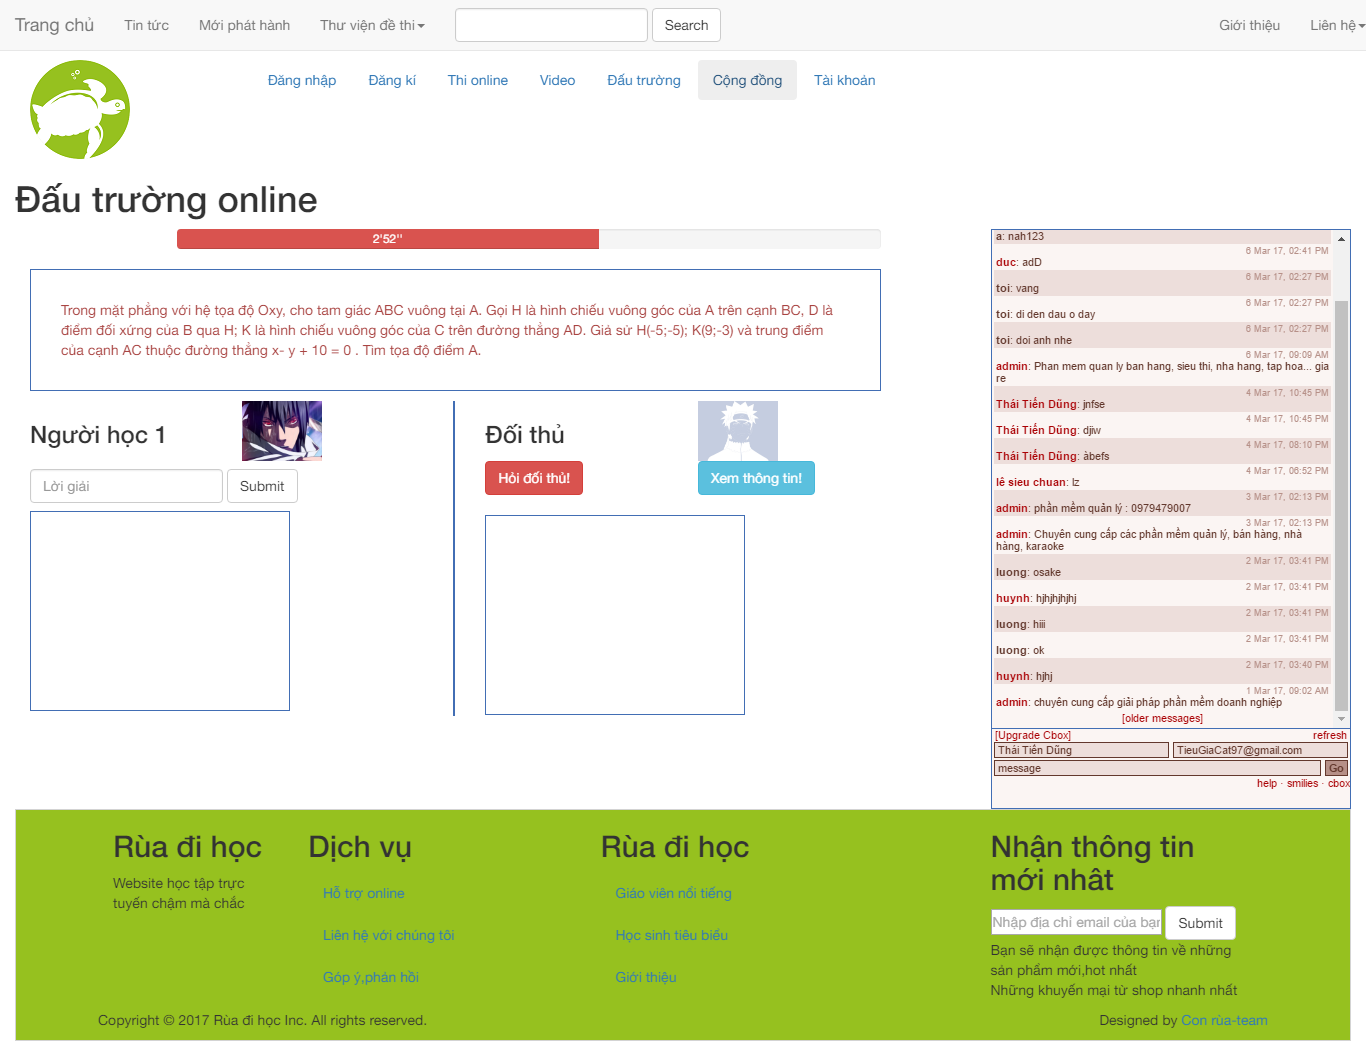 Trang chủ Tin tức Mới phát hành Thư viện đề thi Search Giới thiệu Liên hệ
Đăng nhập Đăng kí Thi online Video Đấu trường Cộng đồng Tài khoản
Đấu trường online
2'52''
Trong mặt phẳng với hệ tọa độ Oxy, cho tam giác ABC vuông tại A. Gọi H là hình chiếu vuông góc của A trên cạnh BC, D là
điểm đối xứng của B qua H; K là hình chiếu vuông góc của C trên đường thẳng AD. Giả sử H(-5;-5); K(9;-3) và trung điểm
của cạnh AC thuộc đường thẳng x- y + 10 = 0 . Tìm tọa độ điểm A.
Người học 1
Lời giải Submit
Đối thủ
Hỏi đối thủ! Xem thông tin!
a: nah123
6 Mar 17, 02:41 PM
duc: adD
6 Mar 17, 02:27 PM
toi: vang
6 Mar 17, 02:27 PM
toi: di den dau o day
6 Mar 17, 02:27 PM
toi: doi anh nhe
6 Mar 17, 09:09 AM
admin: Phan mem quan ly ban hang, sieu thi, nha hang, tap hoa... gia
re
4 Mar 17, 10:45 PM
Thái Tiến Dũng: jnfse
4 Mar 17, 10:45 PM
Thái Tiến Dũng: djiw
4 Mar 17, 08:10 PM
Thái Tiến Dũng: àbefs
4 Mar 17, 06:52 PM
lê sieu chuan: lz
3 Mar 17, 02:13 PM
admin: phần mềm quản lý : 0979479007
3 Mar 17, 02:13 PM
admin: Chuyên cung cấp các phần mềm quản lý, bán hàng, nhà
hàng, karaoke
2 Mar 17, 03:41 PM
luong: osake
2 Mar 17, 03:41 PM
huynh: hjhjhjhjhj
2 Mar 17, 03:41 PM
luong: hiii
2 Mar 17, 03:41 PM
luong: ok
2 Mar 17, 03:40 PM
huynh: hjhj
1 Mar 17, 09:02 AM
admin: chuyên cung cấp giải pháp phần mềm doanh nghiệp
[older messages]
[Upgrade Cbox] refresh
Thái Tiến Dũng TieuGiaCat97@gmail.com
message Go
help · smilies · cbox
Rùa đi học
Website học tập trực
tuyến chậm mà chắc
Dịch vụ
Hỗ trợ online
Liên hệ với chúng tôi
Góp ý,phản hồi
Rùa đi học
Giáo viên nổi tiếng
Học sinh tiêu biểu
Giới thiệu
Nhận thông tin
mới nhât
Nhập địa chỉ email của bạn Submit
Bạn sẽ nhận được thông tin về những
sản phẩm mới,hot nhất
Những khuyến mại từ shop nhanh nhất
Copyright © 2017 Rùa đi học Inc. All rights reserved. Designed by Con rùa-team